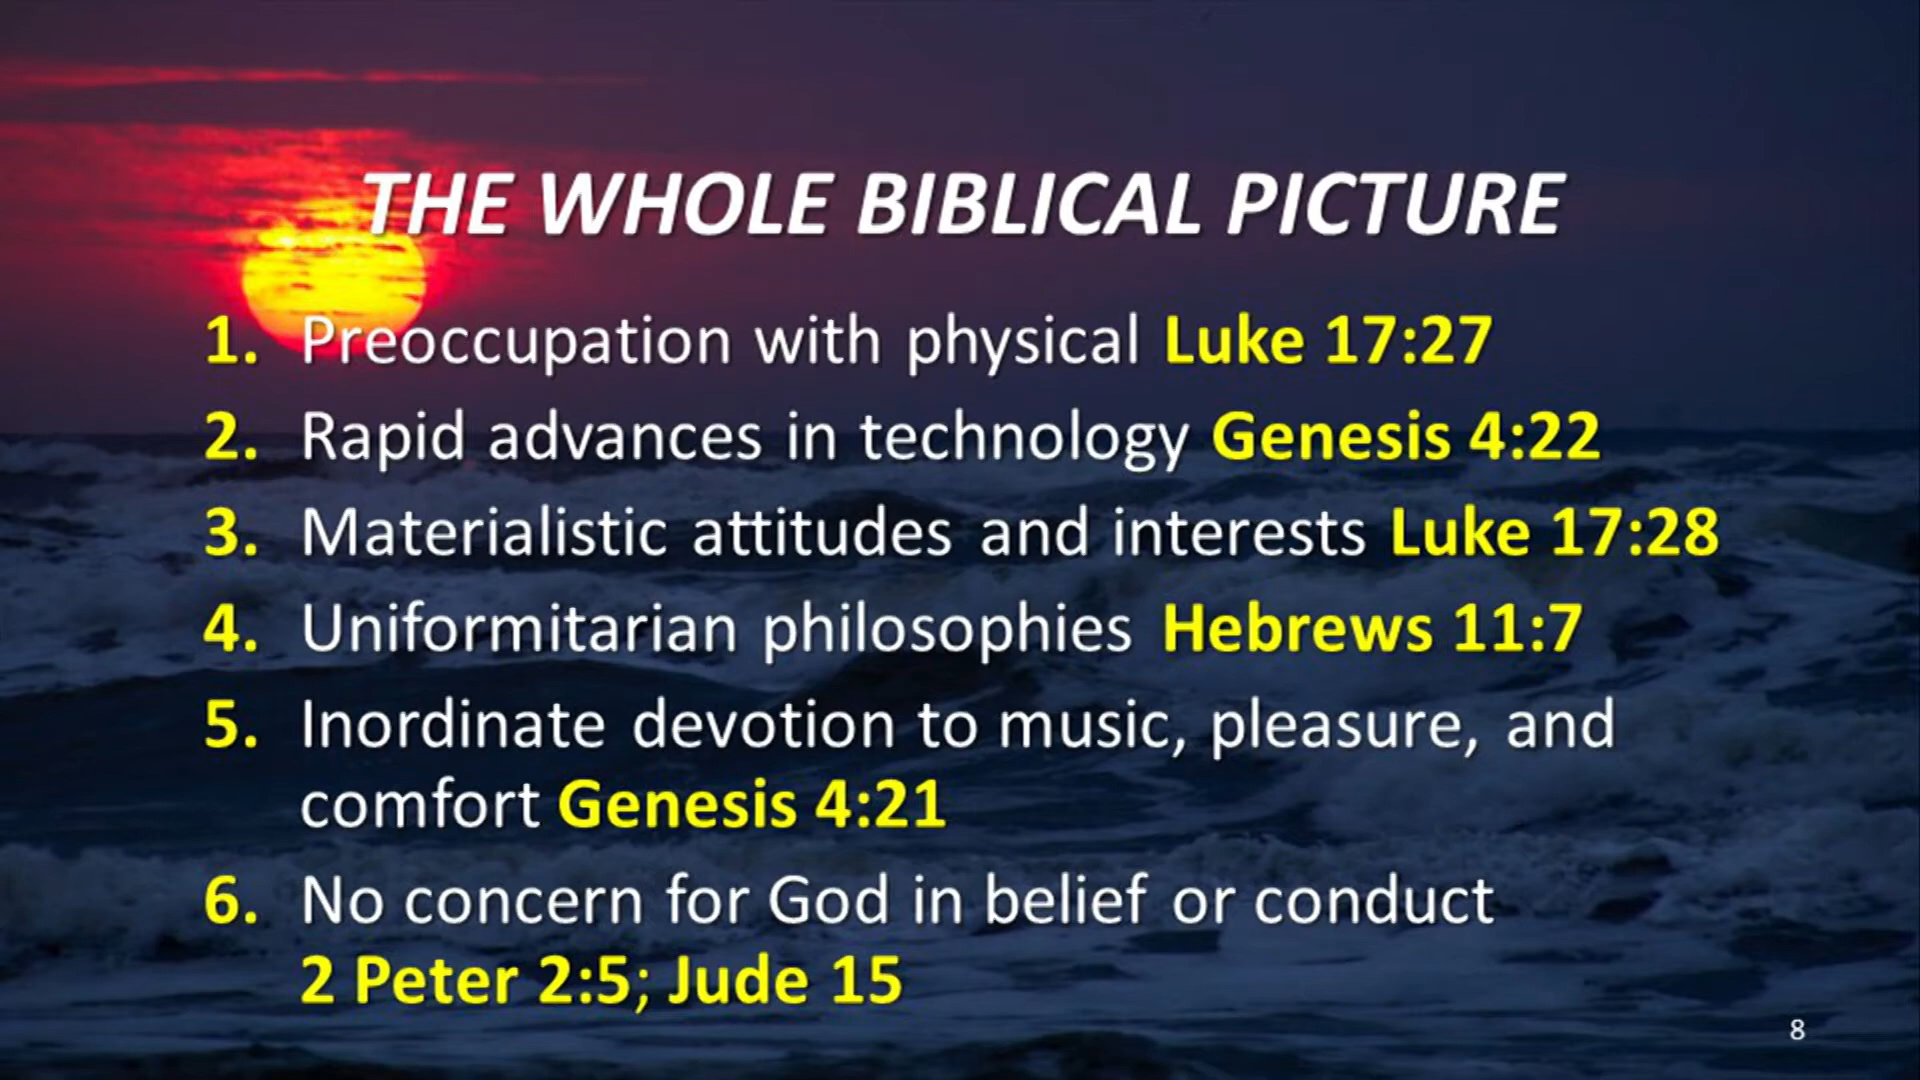 THE WHOLE BIBLICAL PICTURE
1. Preoccupation with physical Luke 17:27
2. Rapid advances in technology Genesis 4:22
3. Materialistic attitudes and interests Luke 17:28
4. Uniformitarian philosophies Hebrews 11:7
5. Inordinate devotion to music, pleasure, and
comfort Genesis 4:21
6. No concern for God in belief or conduct
2 Peter 2:5; Jude 15
8